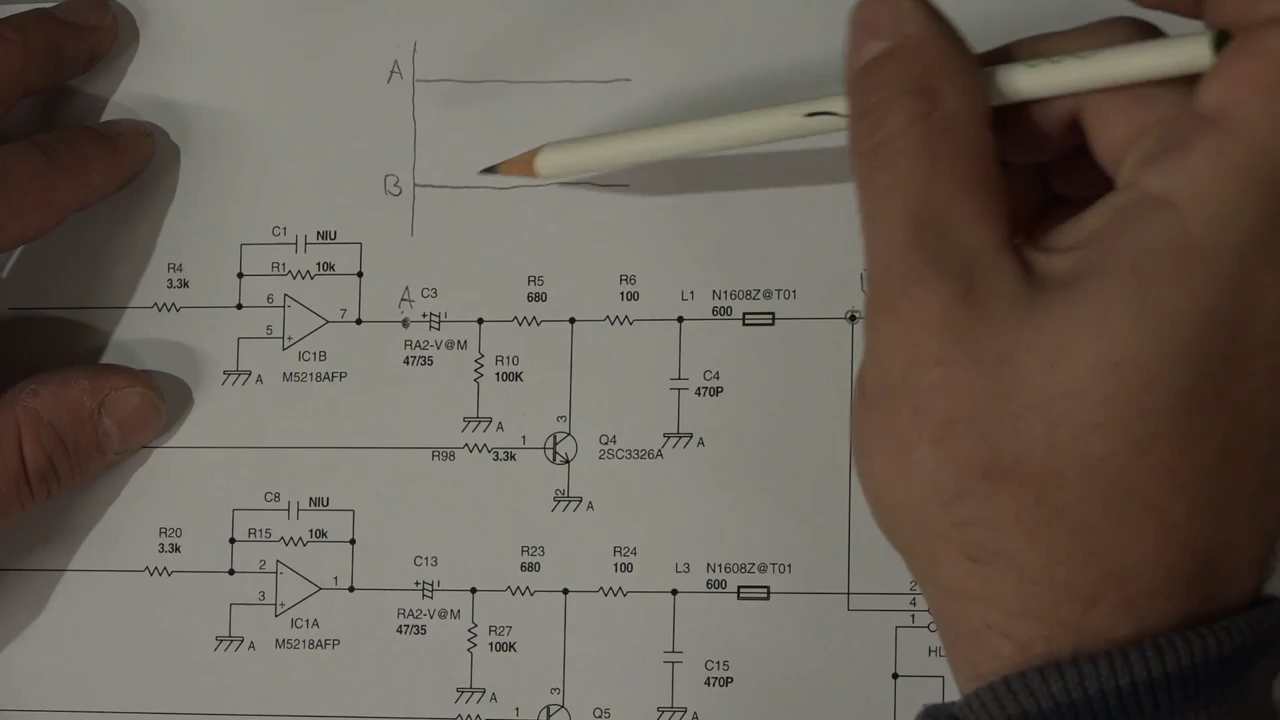 A
B
C1 NIU
R4 3.3k
R1 10k
6
7
5
A
IC1B
M5218AFP
A C3
RA2-V@M
47/35
R5 680
R6 100
L1 N1608Z@T01
600
R10 100K
A
C4 470P
A
R98 3.3k
1
3
2
Q4
2SC3326A
A
C8 NIU
R20 3.3k
R15 10k
2
1
3
A
IC1A
M5218AFP
C13
RA2-V@M
47/35
R23 680
R24 100
L3 N1608Z@T01
600
R27 100K
A
C15 470P
A
2
4
1
HL
3
1
Q5